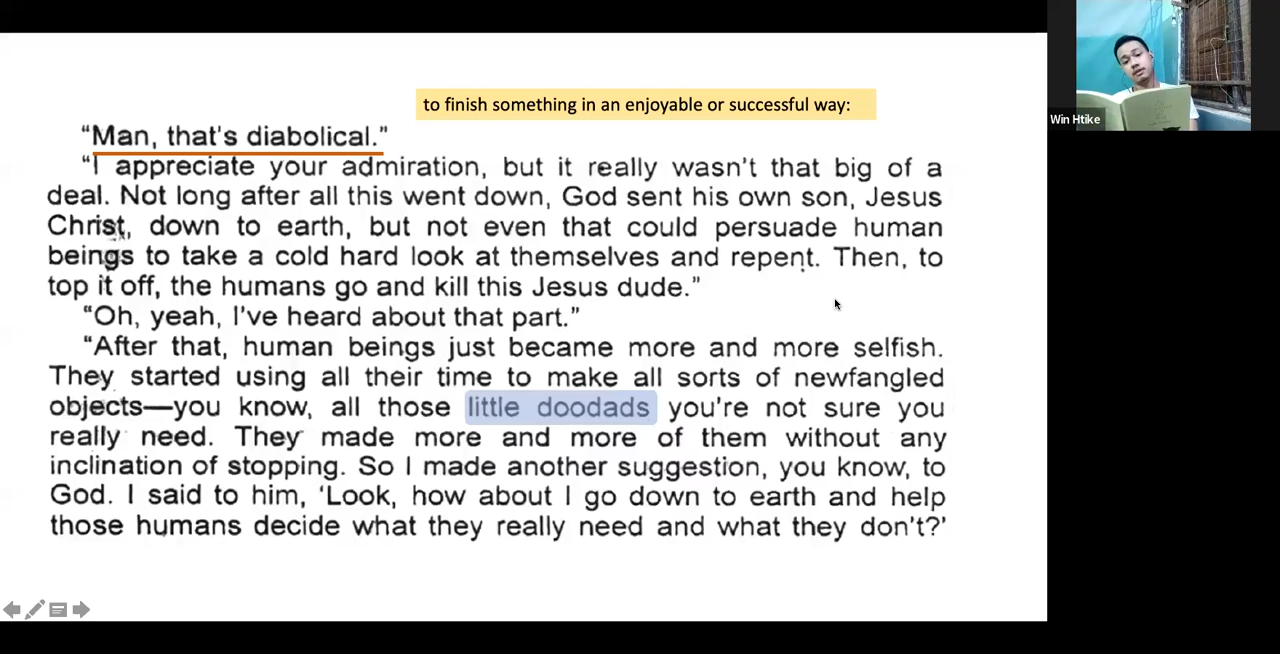 to finish something in an enjoyable or successful way:
“Man, that's diabolical.”
“I appreciate your admiration, but it really wasn't that big of a
deal. Not long after all this went down, God sent his own son, Jesus
Christ, down to earth, but not even that could persuade human
beings to take a cold hard look at themselves and repent. Then, to
top it off, the humans go and kill this Jesus dude.”
“Oh, yeah, I've heard about that part.”
“After that, human beings just became more and more selfish.
They started using all their time to make all sorts of newfangled
objects—you know, all those little doodads you're not sure you
really need. They made more and more of them without any
inclination of stopping. So I made another suggestion, you know, to
God. I said to him, ‘Look, how about I go down to earth and help
those humans decide what they really need and what they don't?’
Win Htike